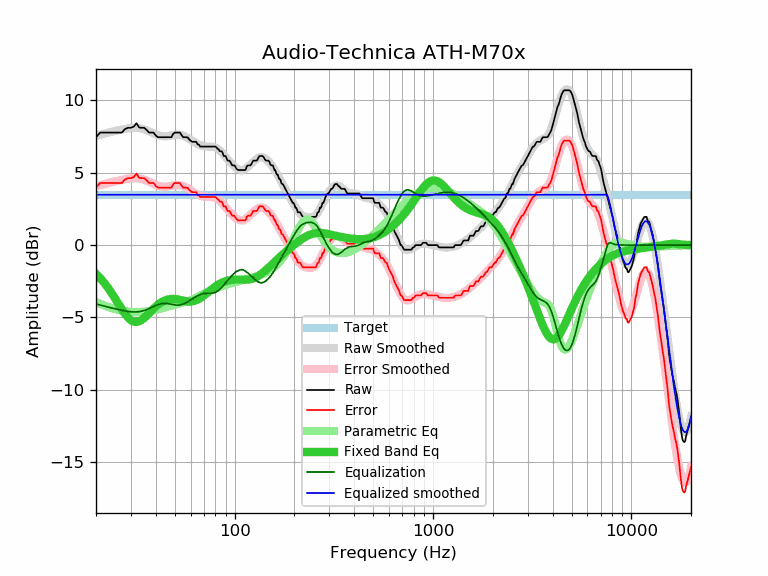 Audio-Technica ATH-M70x
10
5
0
−5
−10
−15
Amplitude (dBr)
Target
Raw Smoothed
Error Smoothed
Raw
Error
Parametric Eq
Fixed Band Eq
Equalization
Equalized smoothed
100
1000
10000
Frequency (Hz)